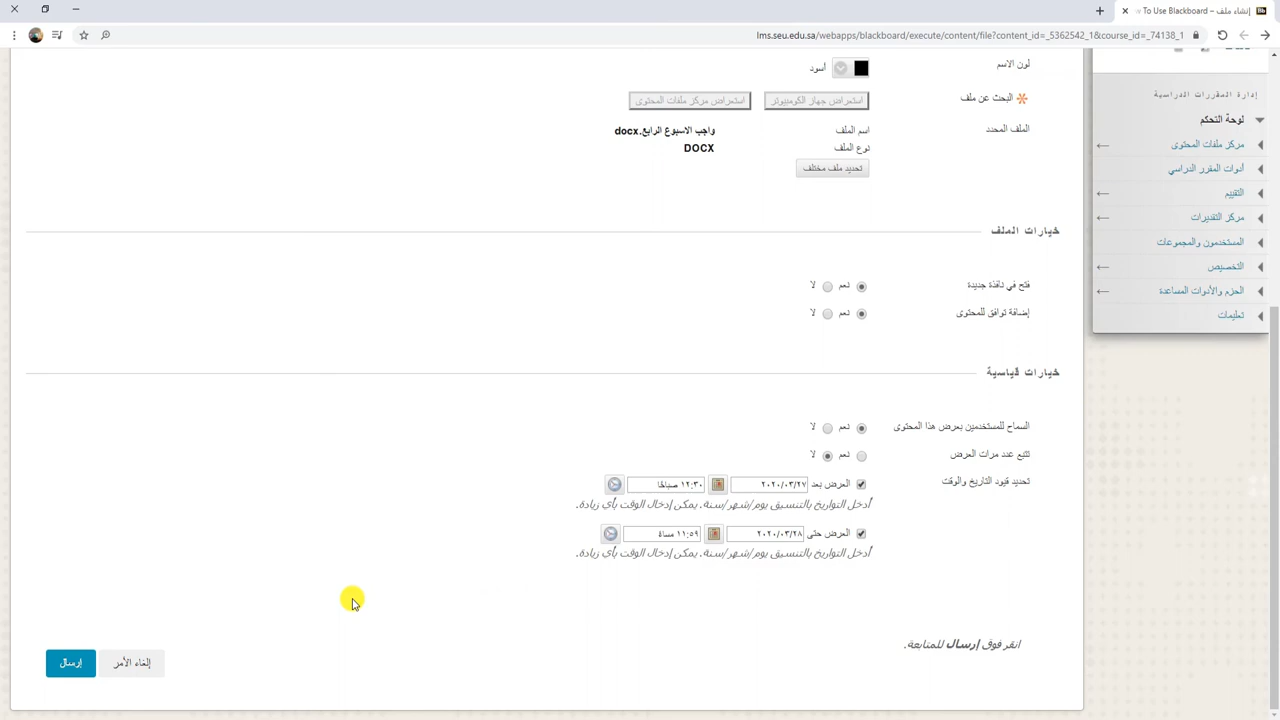 إنشاء ملف – To Use Blackboard
lms.seu.edu.sa/webapps/blackboard/execute/content/file?content_id=_5362542_1&course_id=_74138_1
لون الاسم
أسود
البحث عن ملف
استعراض جهاز الكومبيوتر
استعراض مركز ملفات المحتوى
الملف المحدد
اسم الملف
واجب الاسبوع الرابع.docx
نوع الملف
DOCX
تحديد ملف مختلف
خيارات الملف
فتح في نافذة جديدة
نعم
لا
إضافة توافق للمحتوى
نعم
لا
خيارات قياسية
السماح للمستخدمين بعرض هذا المحتوى
نعم
لا
تتبع عدد مرات العرض
نعم
لا
تحديد قيود التاريخ والوقت
العرض بعد
٢٠٢٠/٠٣/٢٧
١٢:٣٠ صباحًا
أدخل التواريخ بالتنسيق يوم/شهر/سنة. يمكن إدخال الوقت بأي زيادة.
العرض حتى
٢٠٢٠/٠٣/٢٨
١١:٥٩ مساءً
أدخل التواريخ بالتنسيق يوم/شهر/سنة. يمكن إدخال الوقت بأي زيادة.
انقر فوق إرسال للمتابعة.
إلغاء الأمر
إرسال
إدارة المقررات الدراسية
لوحة التحكم
مركز ملفات المحتوى
أدوات المقرر الدراسي
التقييم
مركز التقديرات
المستخدمون والمجموعات
التخصيص
الحزم والأدوات المساعدة
تعليمات